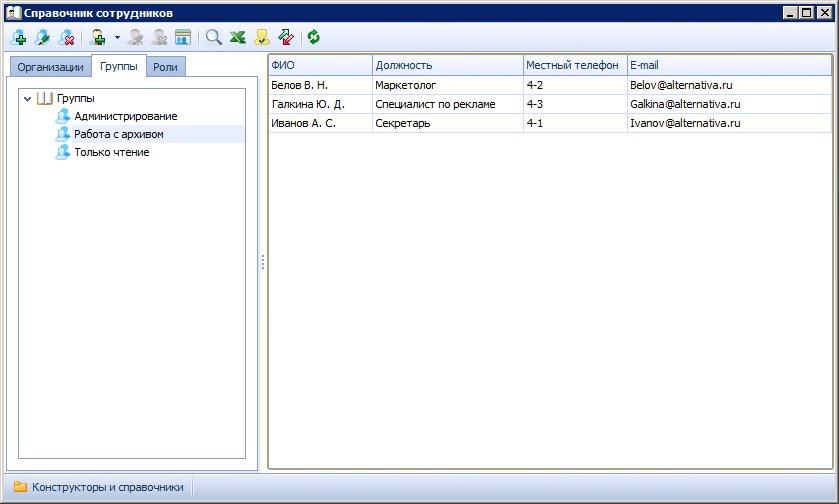 Справочник сотрудников
Организации Группы Роли
Группы
Администрирование
Работа с архивом
Только чтение
ФИО Должность Местный телефон E-mail
Белов В. Н. Маркетолог 4-2 Belov@alternativa.ru
Галкина Ю. Д. Специалист по рекламе 4-3 Galkina@alternativa.ru
Иванов А. С. Секретарь 4-1 Ivanov@alternativa.ru
Конструкторы и справочники